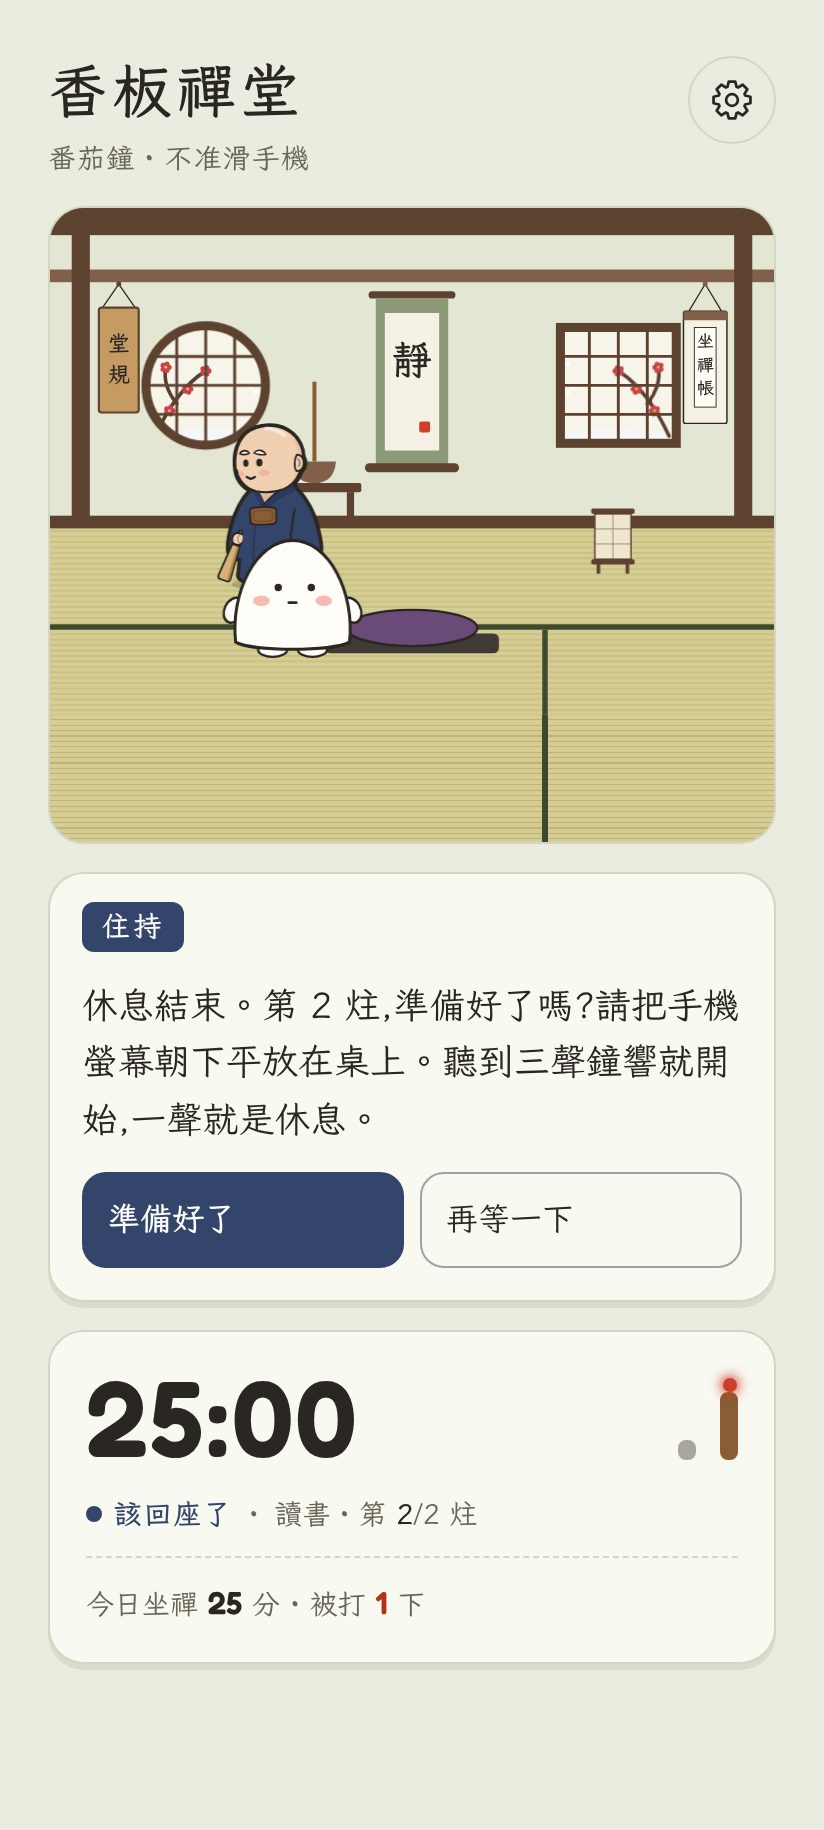 香板禪堂
番茄鐘・不准滑手機
堂規
靜
坐禪帳
住持
休息結束。第 2 炷,準備好了嗎?請把手機
螢幕朝下平放在桌上。聽到三聲鐘響就開
始,一聲就是休息。
準備好了
再等一下
25:00
該回座了 · 讀書・第 2/2 炷
今日坐禪 25 分・被打 1 下